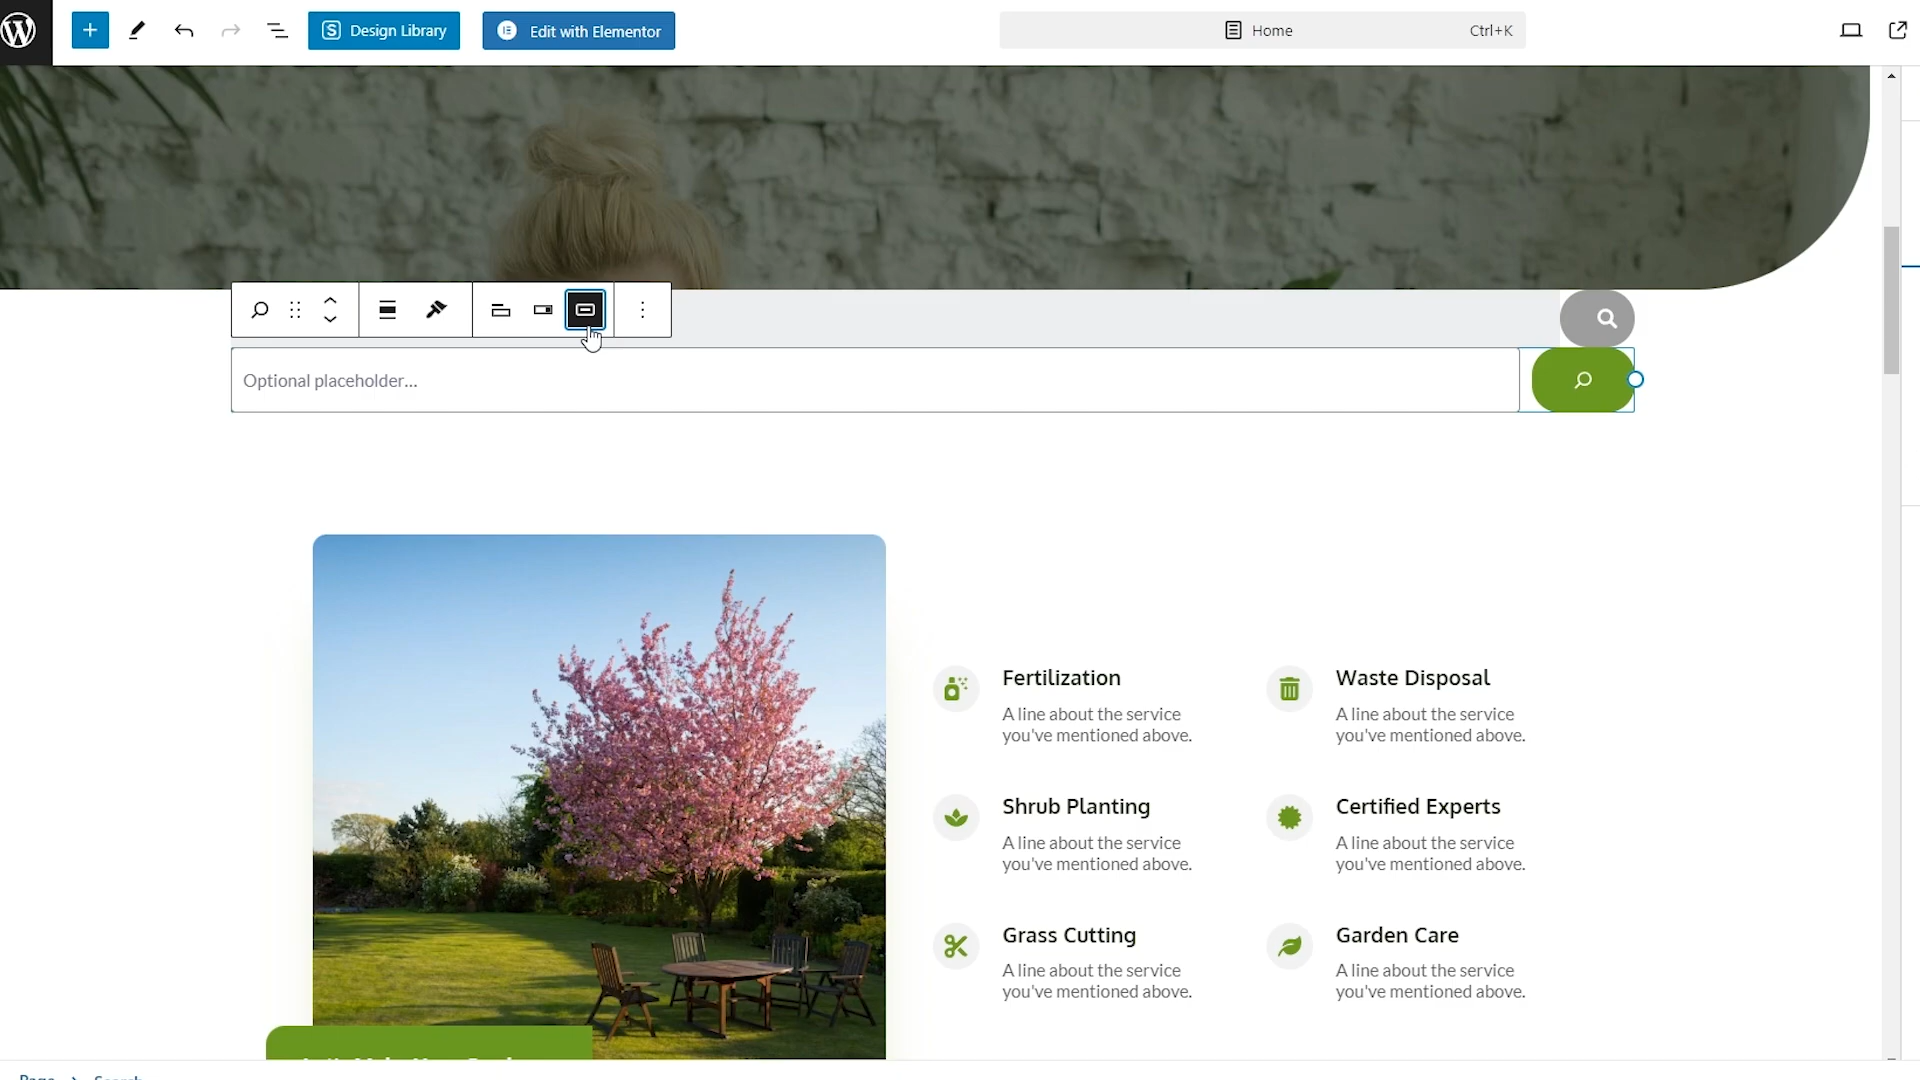 Design Library
Edit with Elementor
Home
Ctrl+K
Optional placeholder...
Fertilization
A line about the service
you've mentioned above.
Waste Disposal
A line about the service
you've mentioned above.
Shrub Planting
A line about the service
you've mentioned above.
Certified Experts
A line about the service
you've mentioned above.
Grass Cutting
A line about the service
you've mentioned above.
Garden Care
A line about the service
you've mentioned above.
Page
Search